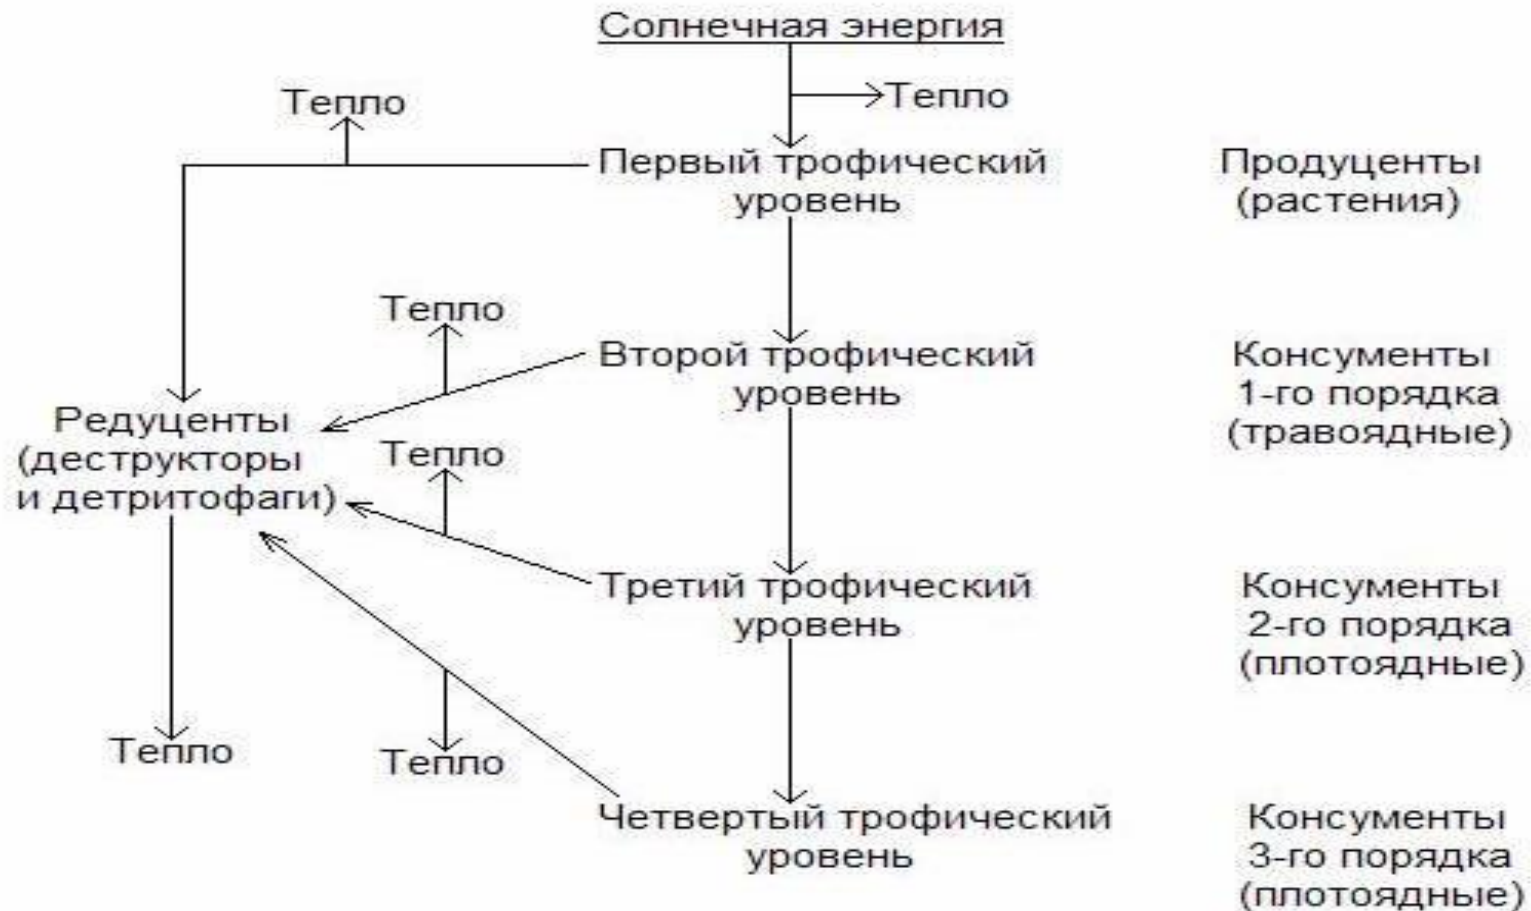 Солнечная энергия
Тепло
Тепло
Первый трофический
уровень
Продуценты
(растения)
Тепло
Второй трофический
уровень
Консументы
1-го порядка
(травоядные)
Редуценты
(деструкторы
и детритофаги)
Тепло
Третий трофический
уровень
Консументы
2-го порядка
(плотоядные)
Тепло
Тепло
Четвертый трофический
уровень
Консументы
3-го порядка
(плотоядные)